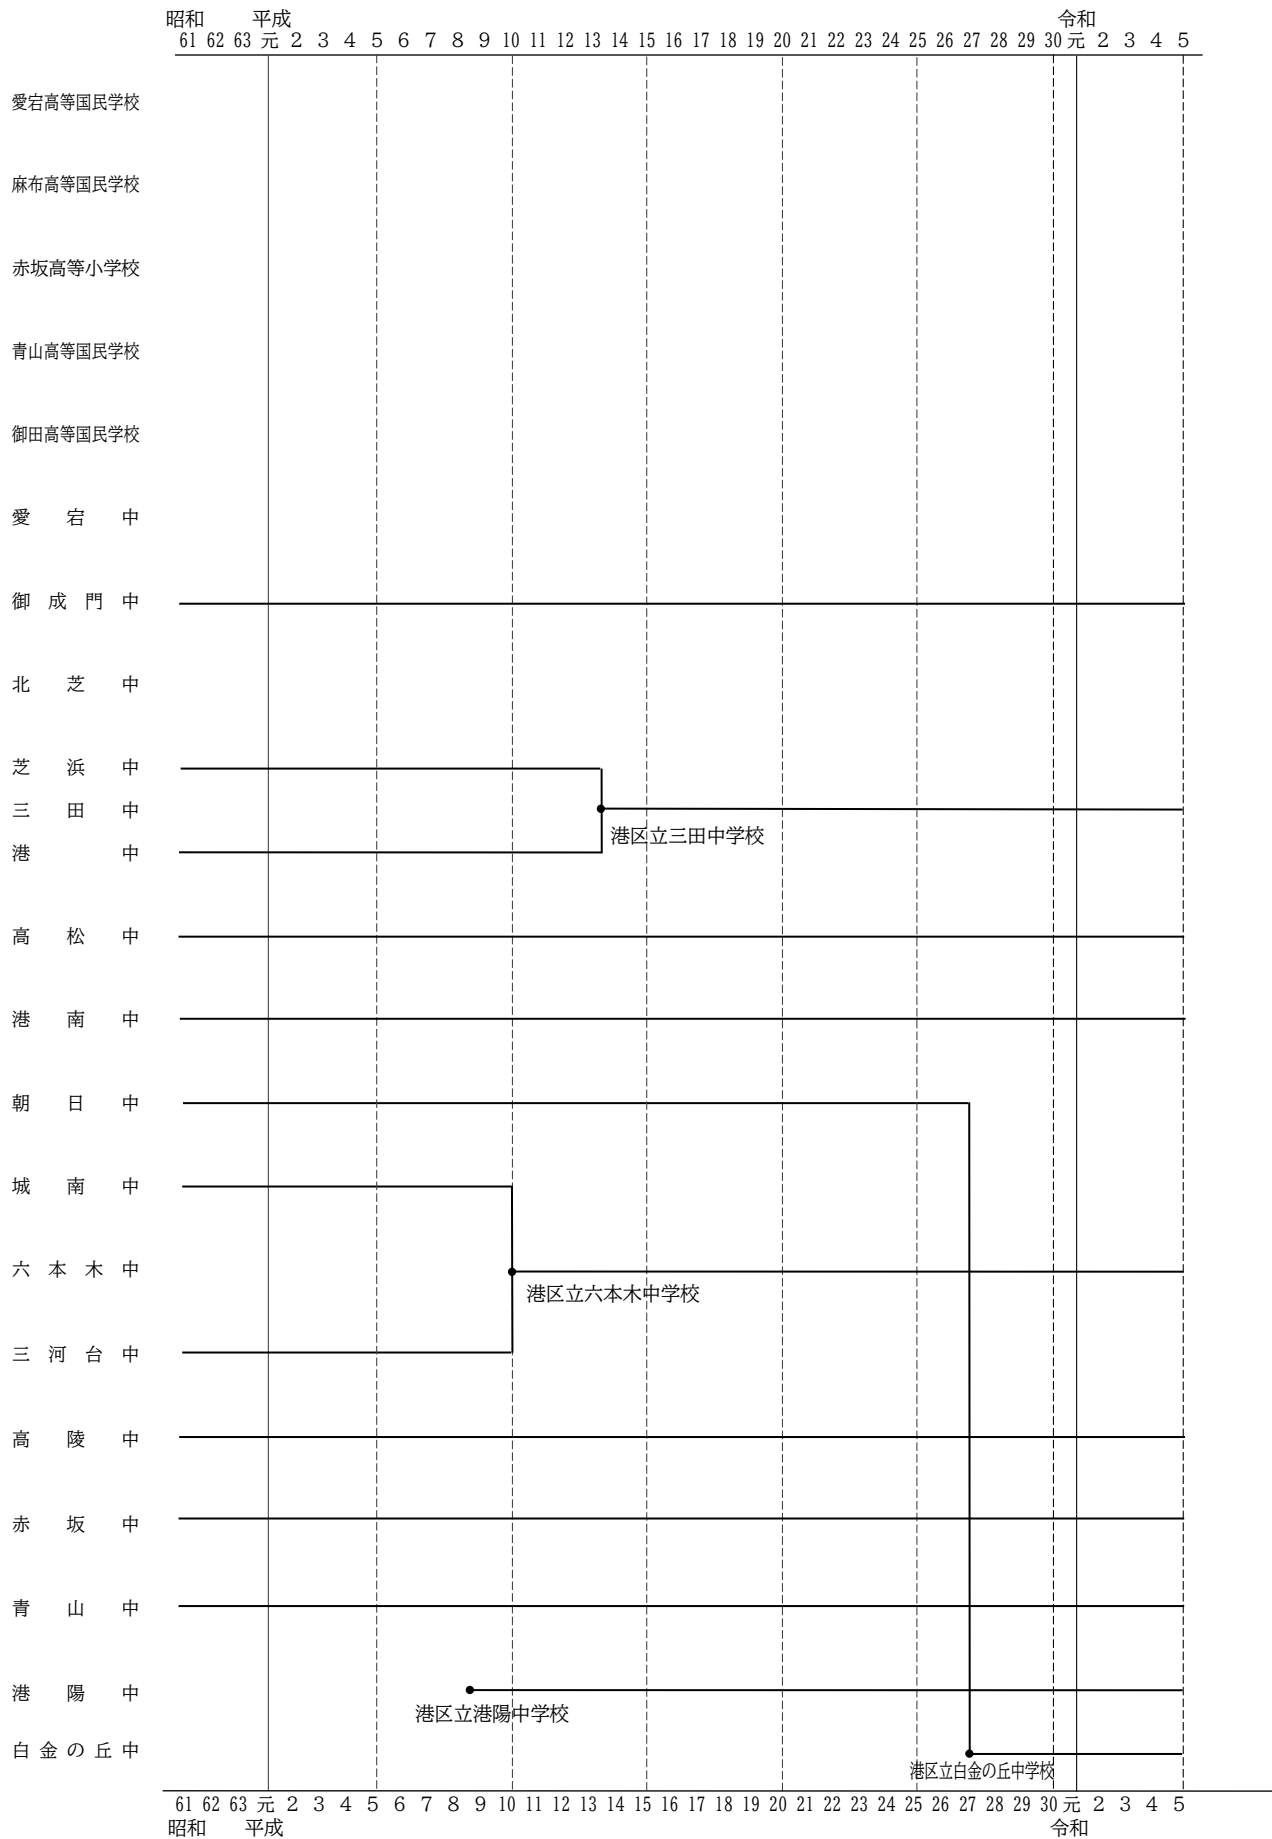 昭和 平成 令和
61 62 63 元 2 3 4 5 6 7 8 9 10 11 12 13 14 15 16 17 18 19 20 21 22 23 24 25 26 27 28 29 30 元 2 3 4 5
愛宕高等国民学校
麻布高等国民学校
赤坂高等小学校
青山高等国民学校
御田高等国民学校
愛宕中
御成門中
北芝中
芝浜中
三田中
港区立三田中学校
港中
高松中
港南中
朝日中
城南中
六本木中
港区立六本木中学校
三河台中
高陵中
赤坂中
青山中
港陽中
港区立港陽中学校
白金の丘中
港区立白金の丘中学校
61 62 63 元 2 3 4 5 6 7 8 9 10 11 12 13 14 15 16 17 18 19 20 21 22 23 24 25 26 27 28 29 30 元 2 3 4 5
昭和 平成 令和